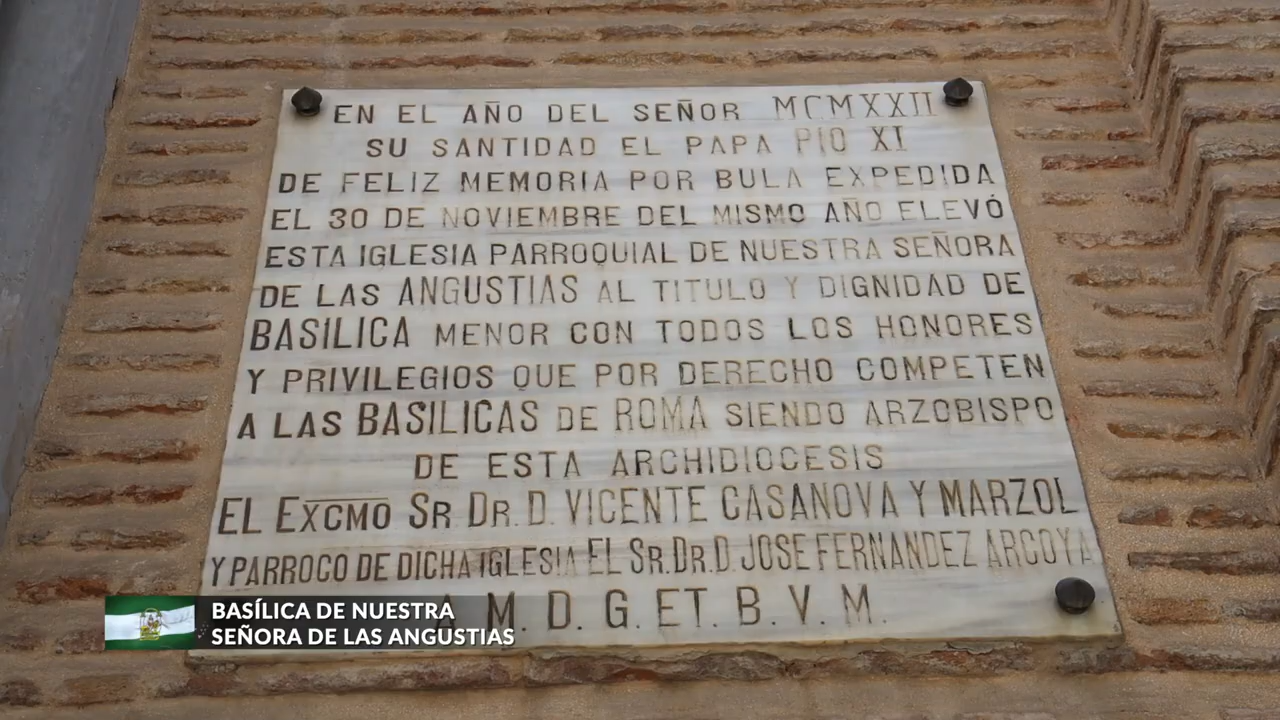 EN EL AÑO DEL SEÑOR MCMXXII
SU SANTIDAD EL PAPA PIO XI
DE FELIZ MEMORIA POR BULA EXPEDIDA
EL 30 DE NOVIEMBRE DEL MISMO AÑO ELEVÓ
ESTA IGLESIA PARROQUIAL DE NUESTRA SEÑORA
DE LAS ANGUSTIAS AL TITULO Y DIGNIDAD DE
BASILICA MENOR CON TODOS LOS HONORES
Y PRIVILEGIOS QUE POR DERECHO COMPETEN
A LAS BASILICAS DE ROMA SIENDO ARZOBISPO
DE ESTA ARCHIDIOCESIS
EL EXCMO SR. DR. D. VICENTE CASANOVA Y MARZOL
Y PARROCO DE DICHA IGLESIA EL SR. DR. D. JOSE FERNANDEZ ARCOYA
A. M. D. G. ET. B. V. M.
BASÍLICA DE NUESTRA
SEÑORA DE LAS ANGUSTIAS